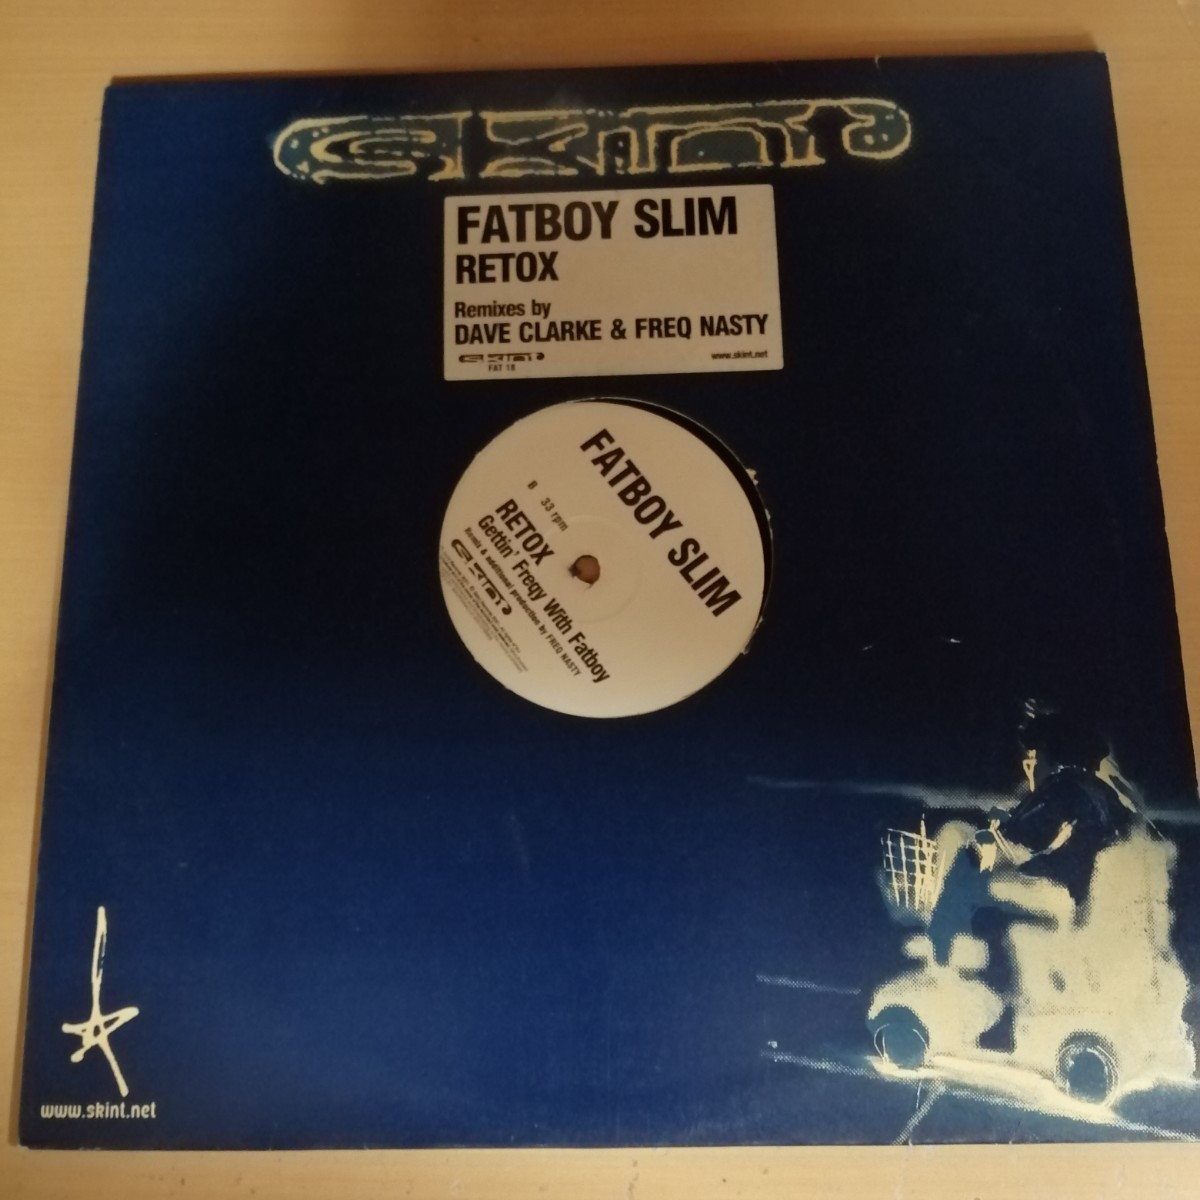 skint
FATBOY SLIM
RETOX
Remixes by
DAVE CLARKE & FREQ NASTY
skint
FAT 18
www.skint.net
FATBOY SLIM
B 33 rpm
RETOX
Gettin' Freqy With Fatboy
Remix & additional production by FREQ NASTY
skint
www.skint.net